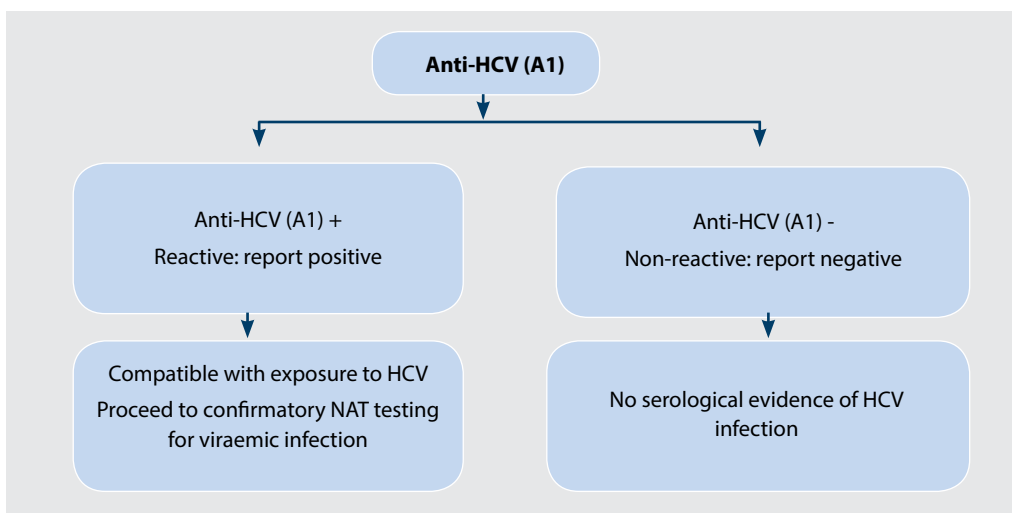 Anti-HCV (A1)
Anti-HCV (A1) +
Reactive: report positive
Anti-HCV (A1) -
Non-reactive: report negative
Compatible with exposure to HCV
Proceed to confirmatory NAT testing
for viraemic infection
No serological evidence of HCV
infection